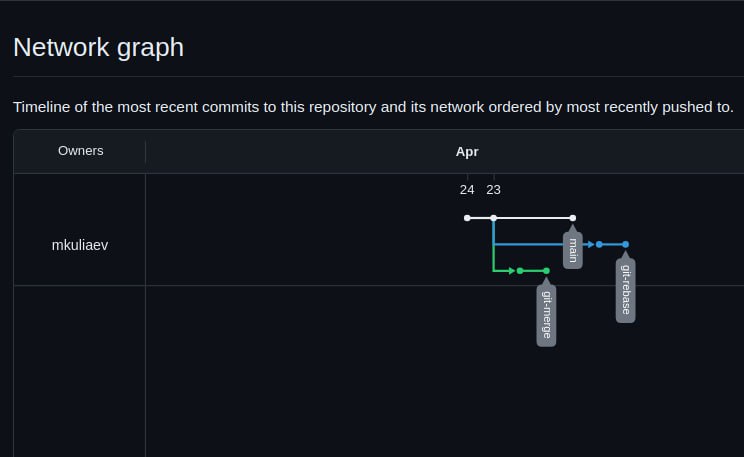 Network graph
Timeline of the most recent commits to this repository and its network ordered by most recently pushed to.
Owners
Apr
24 23
mkuliaev
main
git-rebase
git-merge